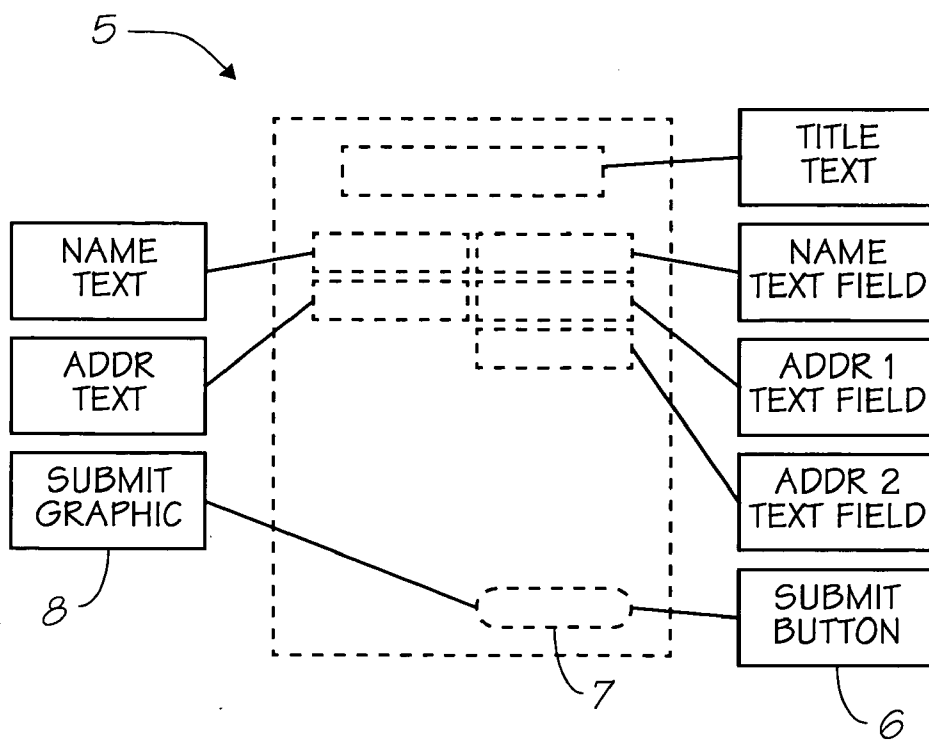 5
TITLE
TEXT
NAME
TEXT
NAME
TEXT FIELD
ADDR
TEXT
ADDR 1
TEXT FIELD
SUBMIT
GRAPHIC
ADDR 2
TEXT FIELD
SUBMIT
BUTTON
8
7
6